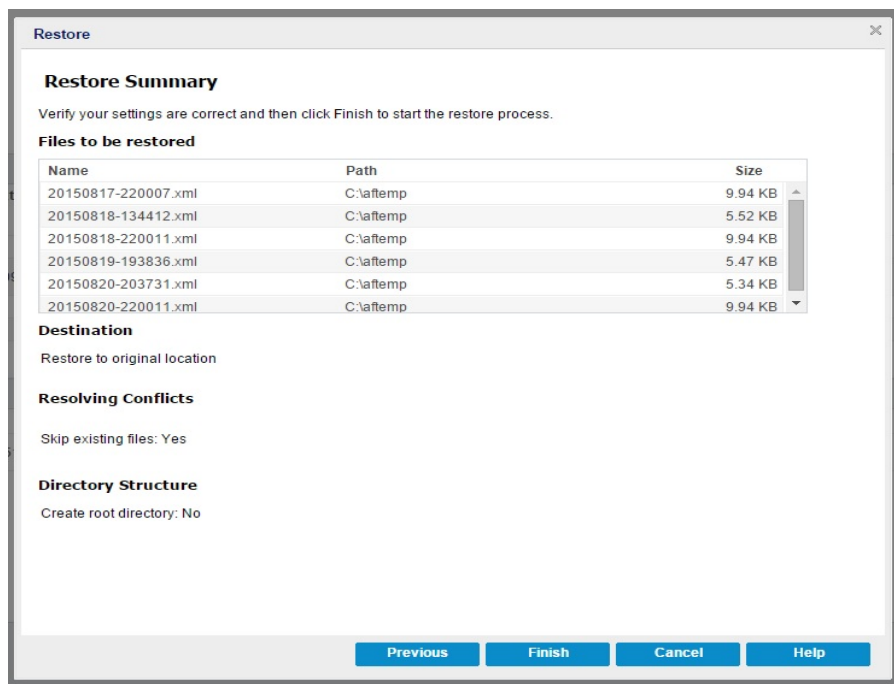 Restore
Restore Summary
Verify your settings are correct and then click Finish to start the restore process.
Files to be restored
Name Path Size
20150817-220007.xml C:\aftemp 9.94 KB
20150818-134412.xml C:\aftemp 5.52 KB
20150818-220011.xml C:\aftemp 9.94 KB
20150819-193836.xml C:\aftemp 5.47 KB
20150820-203731.xml C:\aftemp 5.34 KB
20150820-220011.xml C:\aftemp 9.94 KB
Destination
Restore to original location
Resolving Conflicts
Skip existing files: Yes
Directory Structure
Create root directory: No
Previous Finish Cancel Help